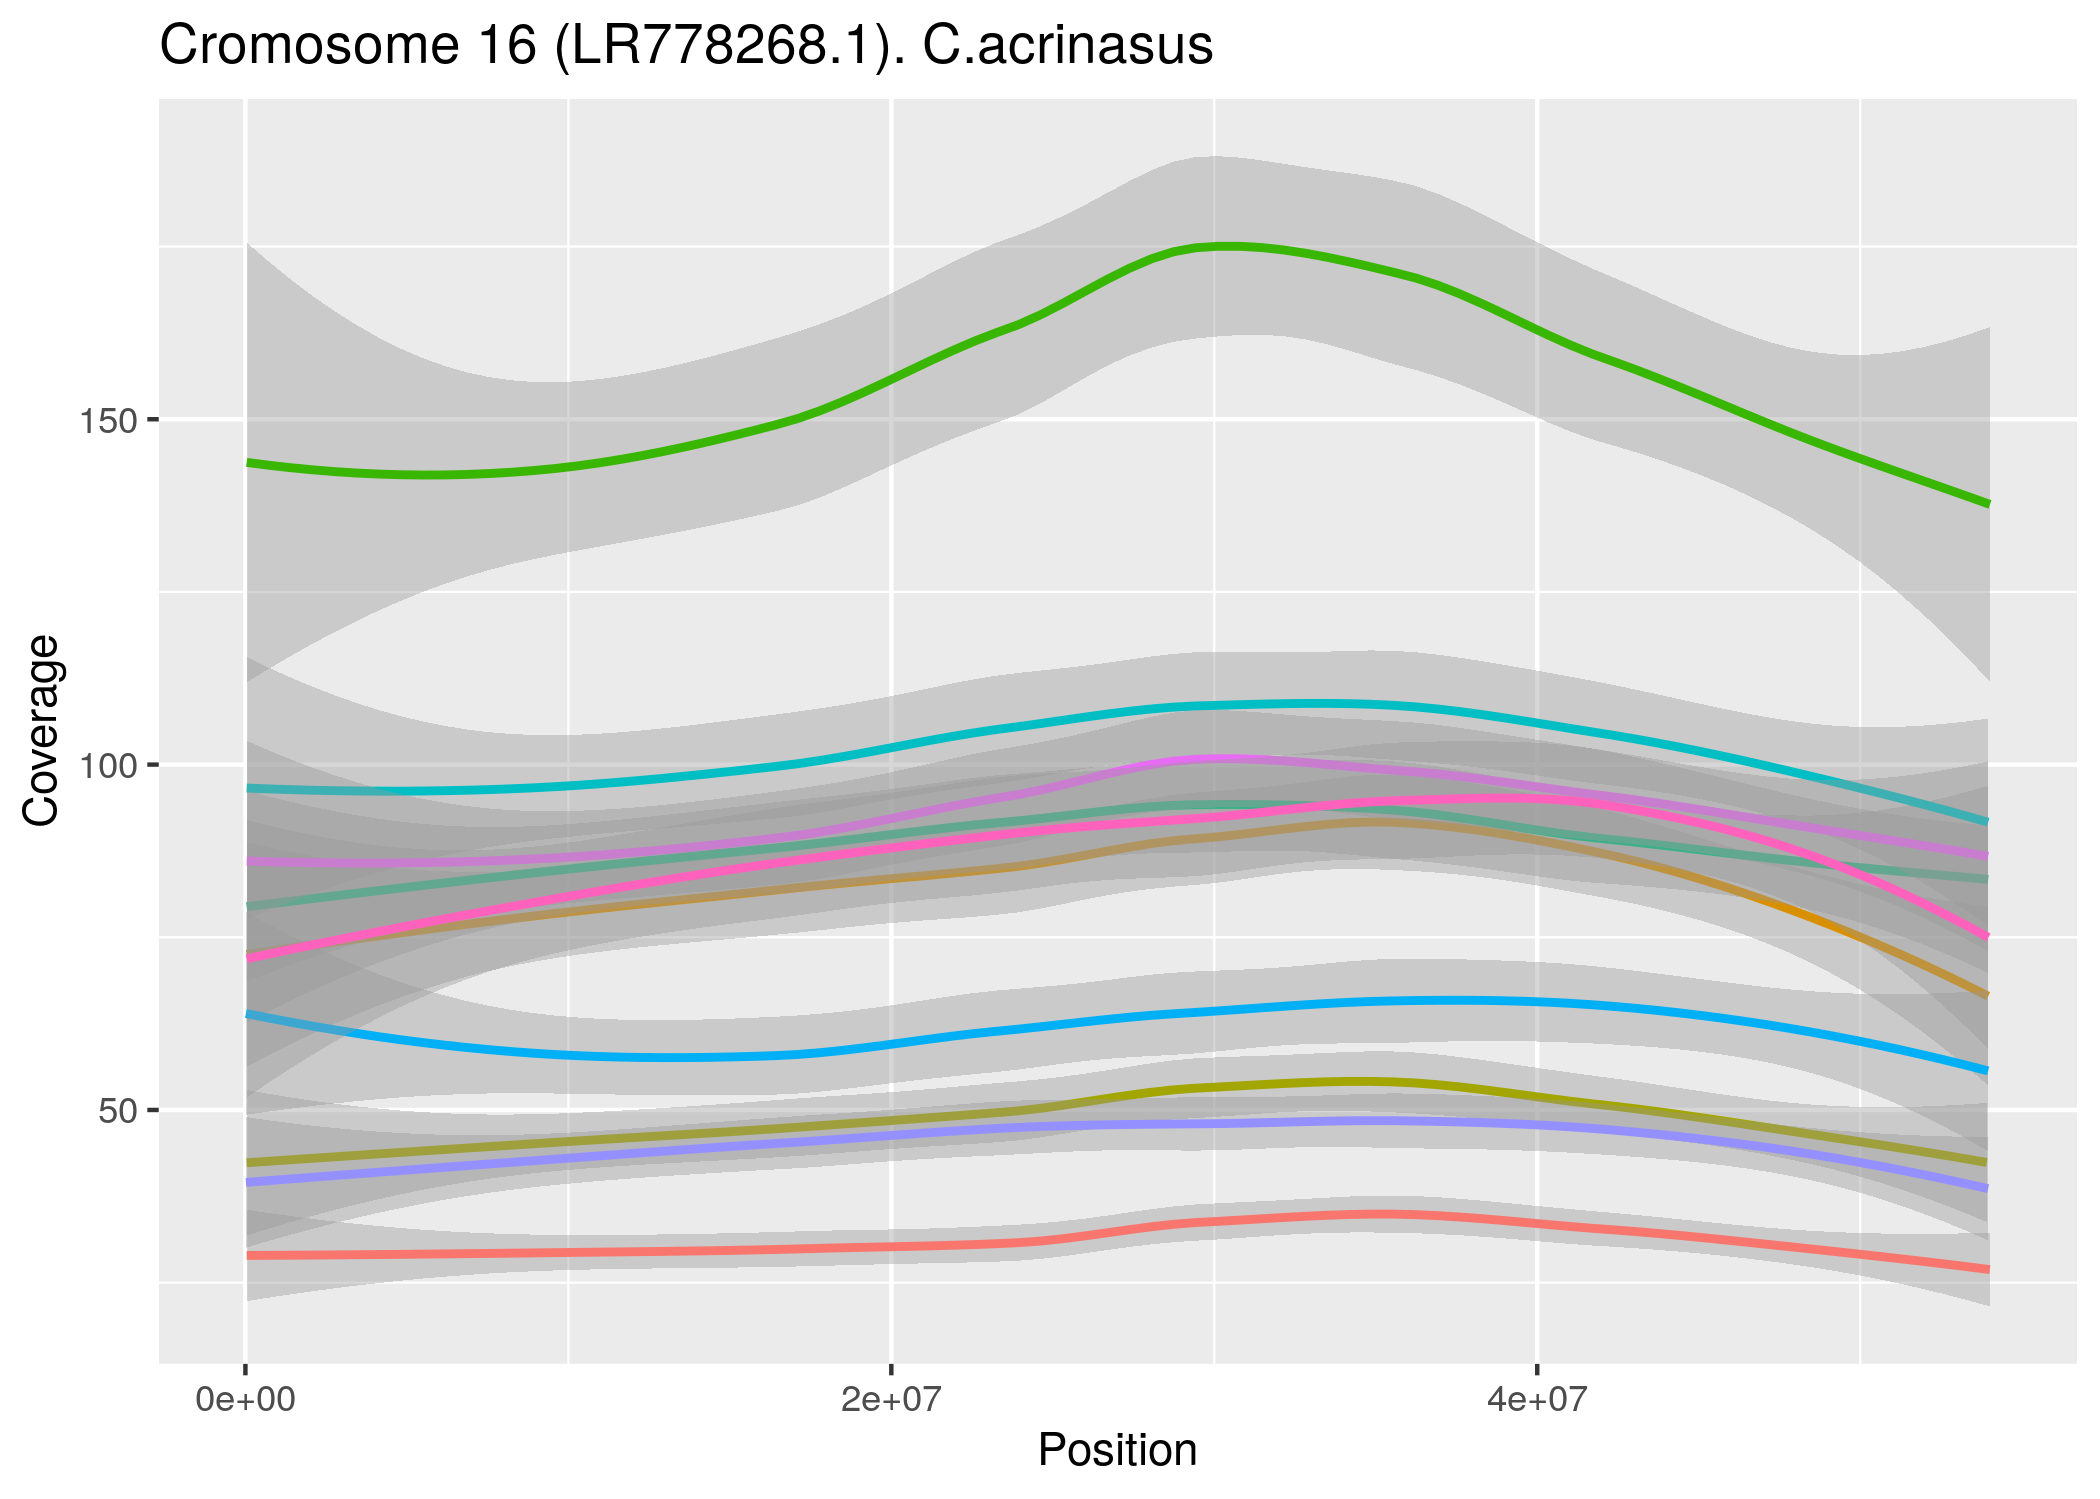 Cromosome 16 (LR778268.1). C.acrinasus
Coverage
150
100
50
0e+00
2e+07
4e+07
Position